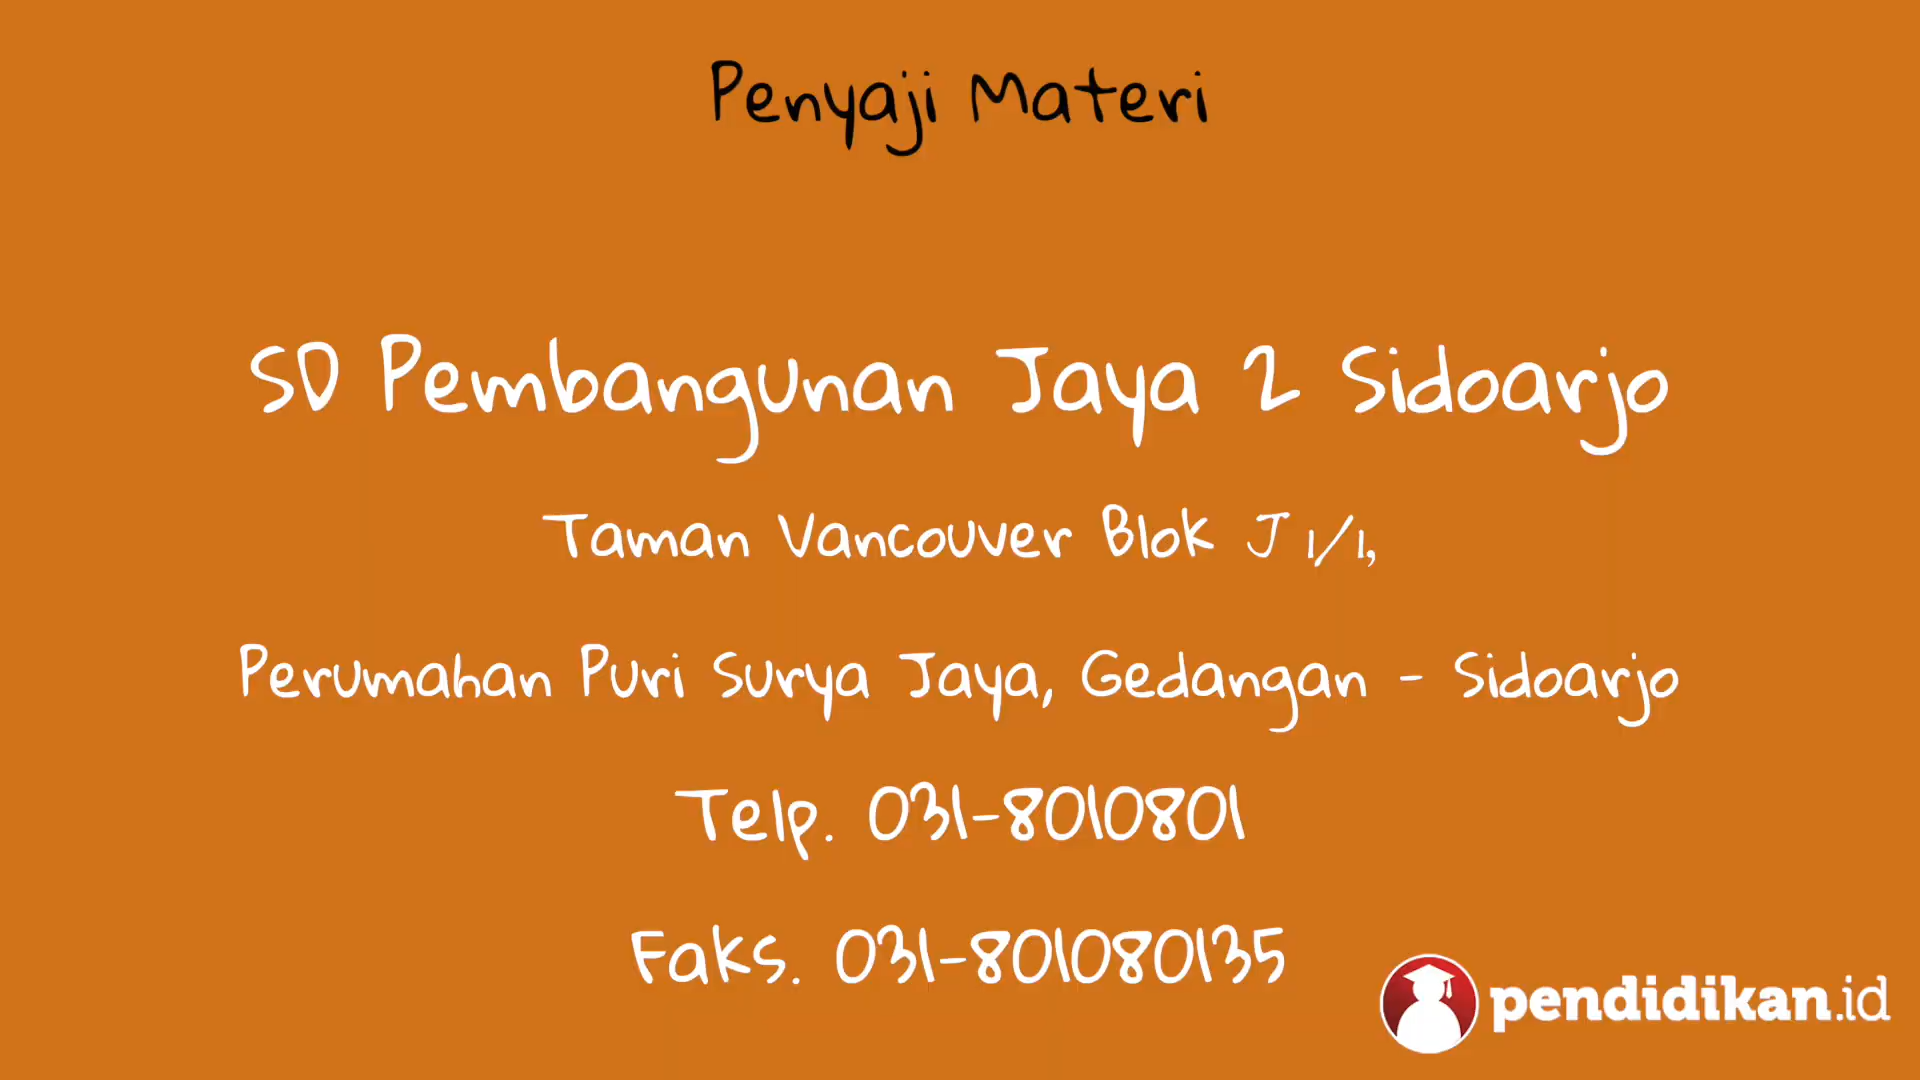 Penyaji Materi
SD Pembangunan Jaya 2 Sidoarjo
Taman Vancouver Blok J 1/1,
Perumahan Puri Surya Jaya, Gedangan - Sidoarjo
Telp. 031-8010801
Faks. 031-801080135
pendidikan.id